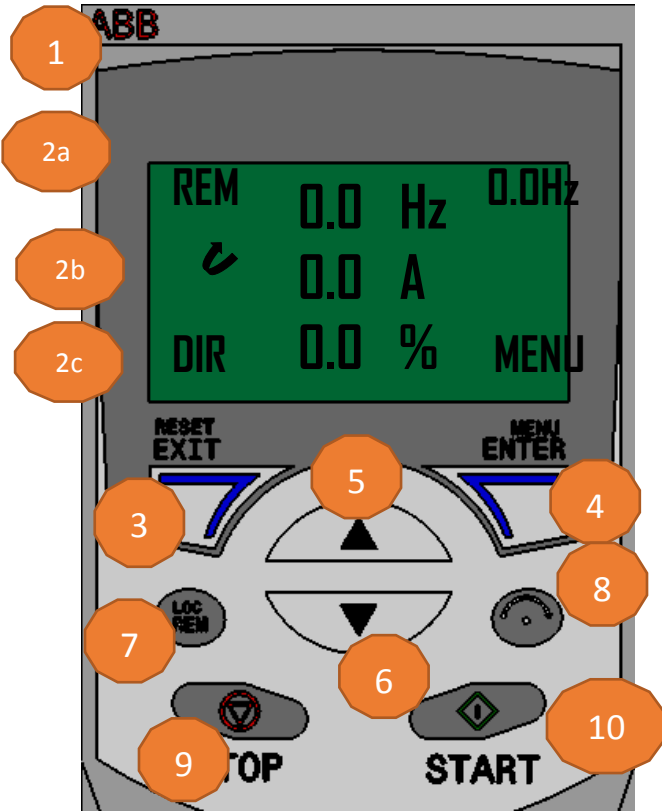 ABB
1
2a
REM 0.0 Hz 0.0Hz
2b
0.0 A
2c
DIR 0.0 % MENU
RESET
EXIT
MENU
ENTER
5
3
4
8
LOC
REM
7
6
9
10
TOP
START